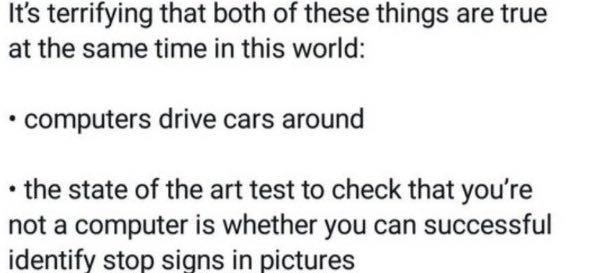 It's terrifying that both of these things are true
at the same time in this world:
• computers drive cars around
• the state of the art test to check that you're
not a computer is whether you can successful
identify stop signs in pictures